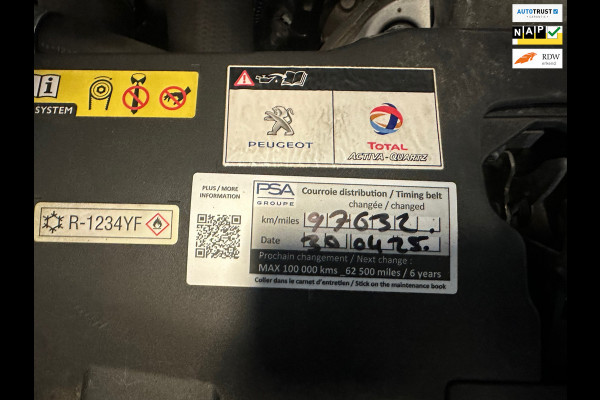 AUTOTRUST
NAP
RDW
SYSTEM
PEUGEOT
TOTAL
ACTIVA - QUARTZ
R-1234YF
PLUS / MORE
INFORMATION
PSA
GROUPE
Courroie distribution / Timing belt
changée / changed
km/miles 97632.
Date 30 04 25.
Prochain changement / Next change :
MAX 100 000 kms _62 500 miles / 6 years
Coller dans le carnet d'entretien / Stick on the maintenance book